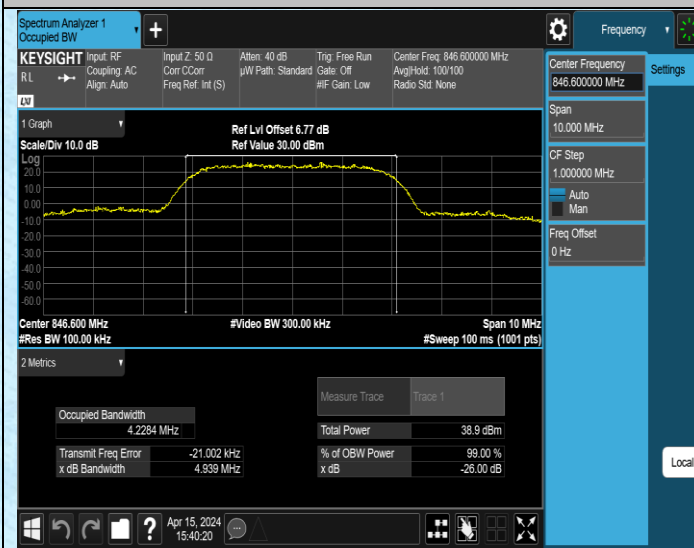 Spectrum Analyzer 1
Occupied BW
Frequency
KEYSIGHT
RL
LXI
Input: RF
Coupling: AC
Align: Auto
Input Z: 50 Ω
Corr CCorr
Freq Ref: Int (S)
Atten: 40 dB
µW Path: Standard
Trig: Free Run
Gate: Off
#IF Gain: Low
Center Freq: 846.600000 MHz
Avg|Hold: 100/100
Radio Std: None
Center Frequency
846.600000 MHz
Settings
Span
10.000 MHz
CF Step
1.000000 MHz
Auto
Man
Freq Offset
0 Hz
Local
1 Graph
Scale/Div 10.0 dB
Ref Lvl Offset 6.77 dB
Ref Value 30.00 dBm
Log
20.0
10.0
0.00
-10.0
-20.0
-30.0
-40.0
-50.0
-60.0
Center 846.600 MHz
#Video BW 300.00 kHz
Span 10 MHz
#Res BW 100.00 kHz
#Sweep 100 ms (1001 pts)
2 Metrics
Measure Trace
Trace 1
Occupied Bandwidth
4.2284 MHz
Total Power
38.9 dBm
Transmit Freq Error
-21.002 kHz
% of OBW Power
99.00 %
x dB Bandwidth
4.939 MHz
x dB
-26.00 dB
?
Apr 15, 2024
15:40:20